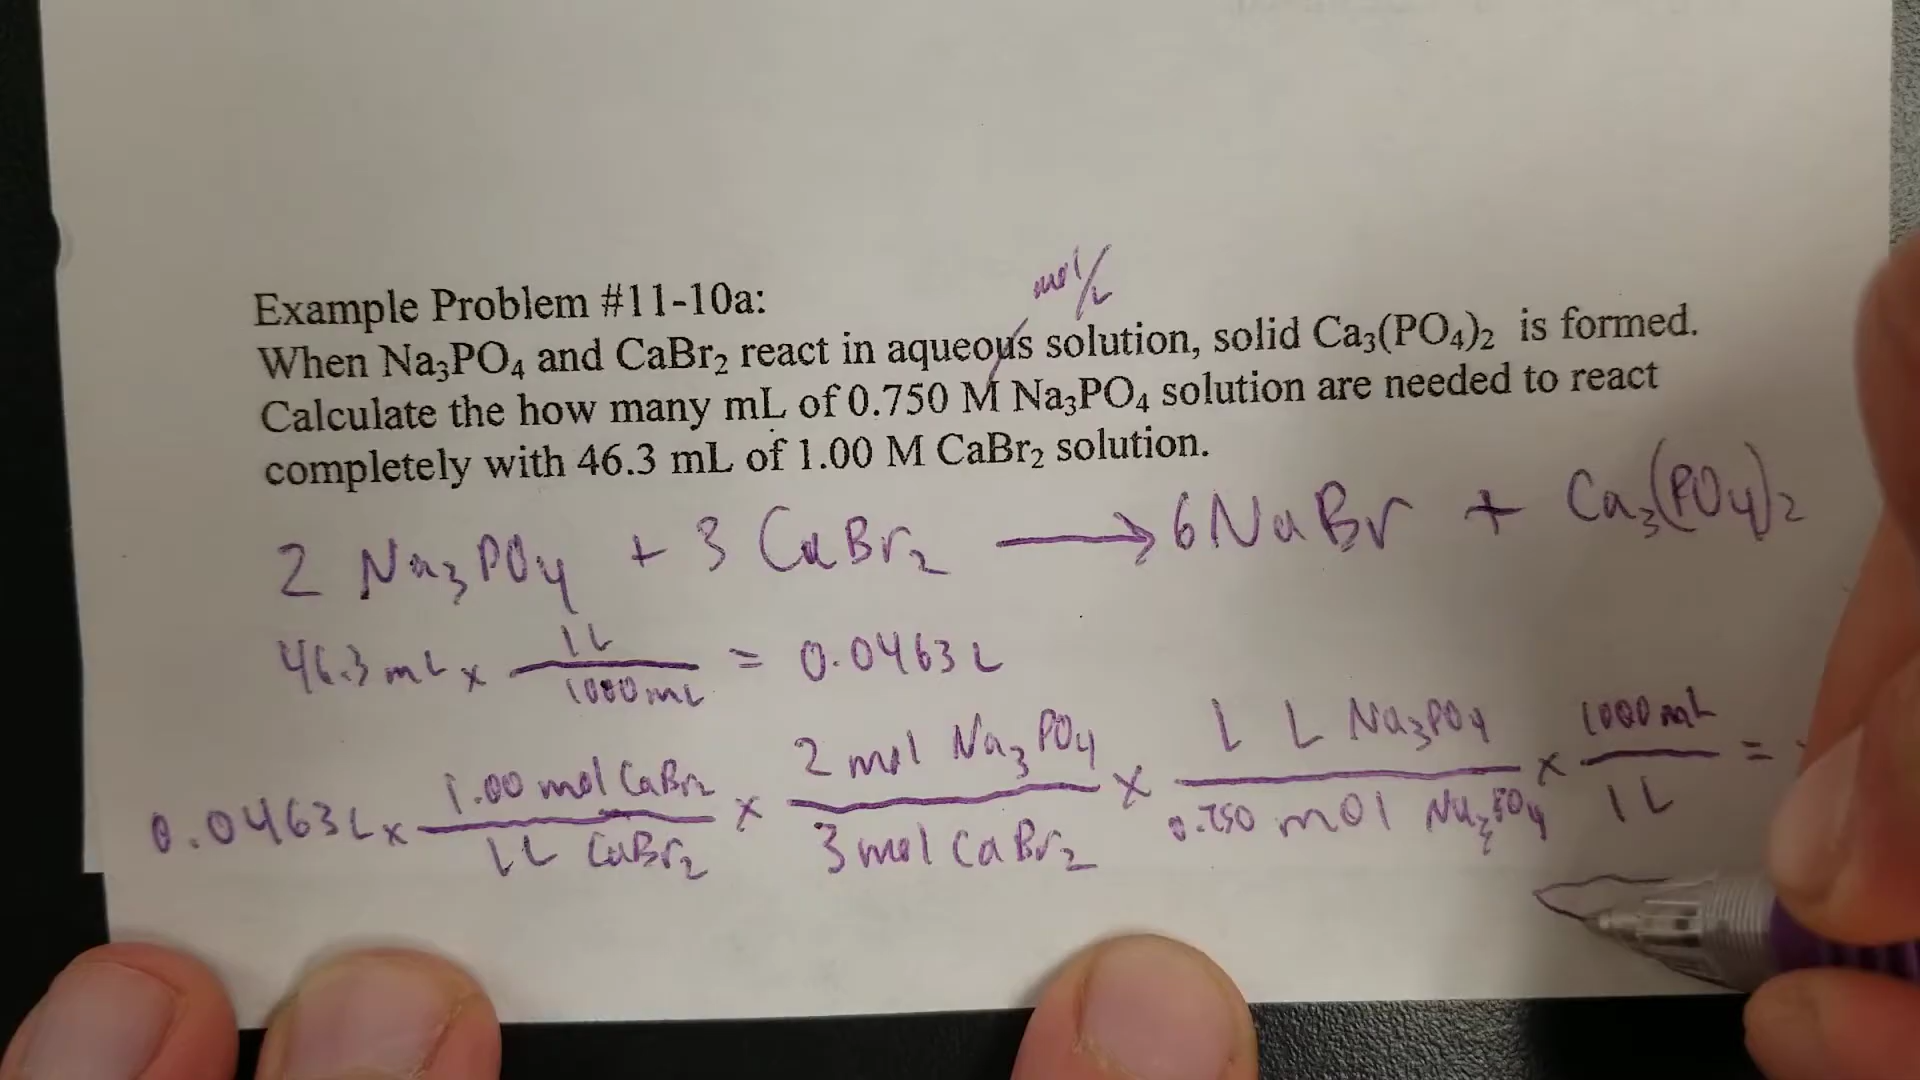 mol/L
Example Problem #11-10a:
When Na₃PO₄ and CaBr₂ react in aqueous solution, solid Ca₃(PO₄)₂ is formed.
Calculate the how many mL of 0.750 M Na₃PO₄ solution are needed to react
completely with 46.3 mL of 1.00 M CaBr₂ solution.
2 Na₃PO₄ + 3 CaBr₂ → 6NaBr + Ca₃(PO₄)₂
46.3 mL x 1L / 1000 mL = 0.0463 L
0.0463 L x 1.00 mol CaBr₂ / 1 L CaBr₂ x 2 mol Na₃PO₄ / 3 mol CaBr₂ x 1 L Na₃PO₄ / 0.750 mol Na₃PO₄ x 1000 mL / 1 L =